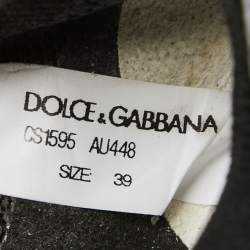 DOLCE & GABBANA
CS1595 AU448
SIZE: 39